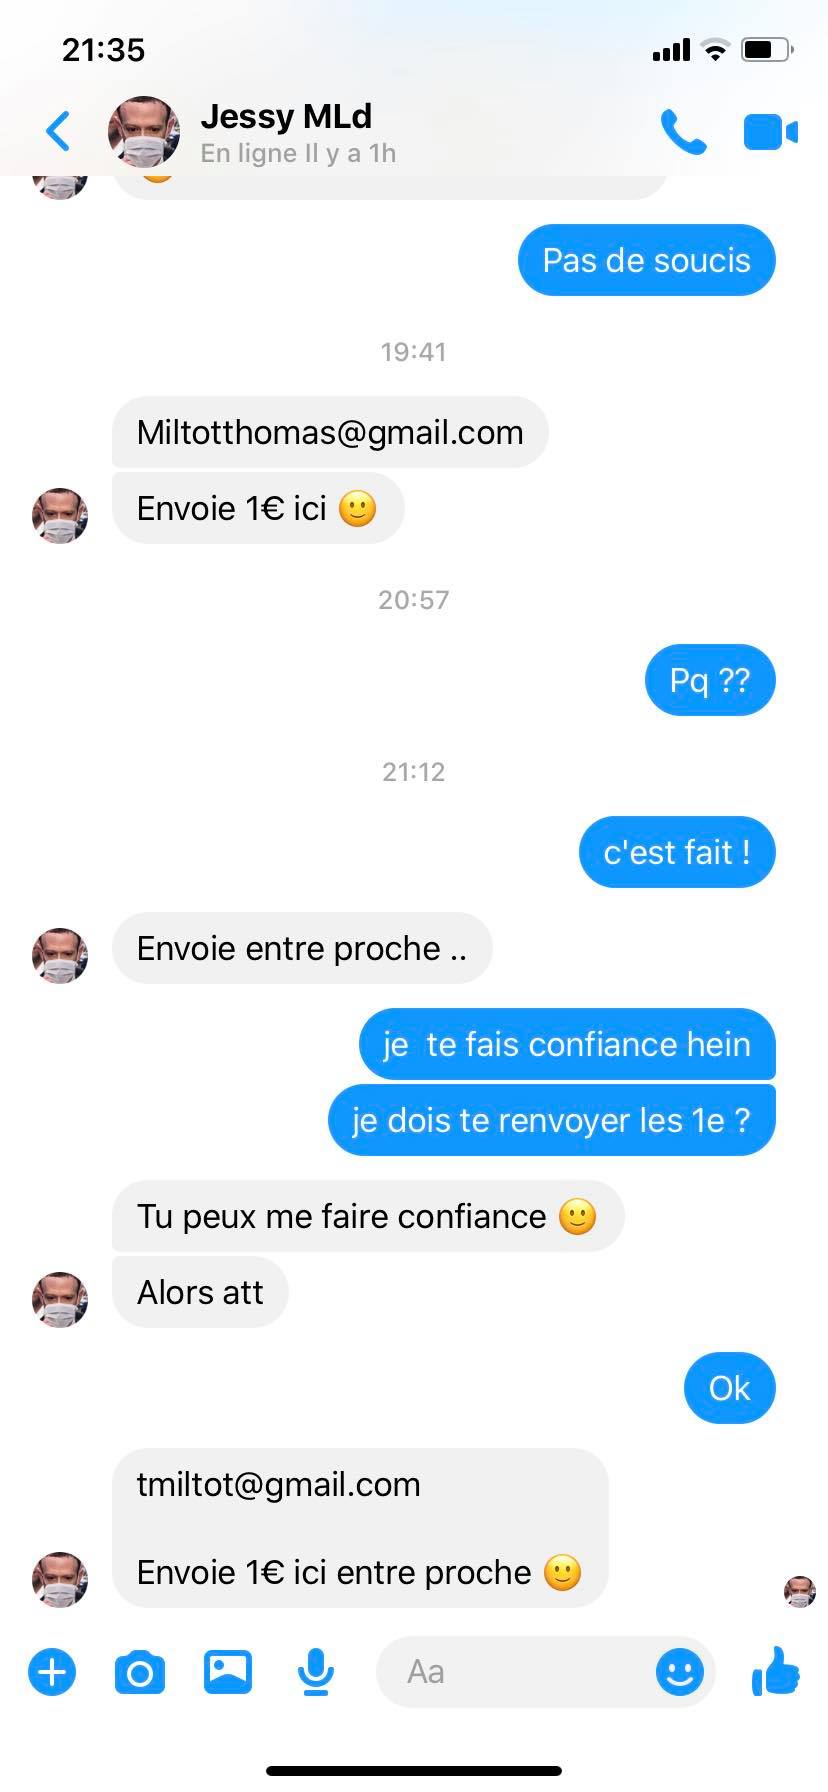 21:35
Jessy MLd
En ligne Il y a 1h
Pas de soucis
19:41
Miltotthomas@gmail.com
Envoie 1€ ici 🙂
20:57
Pq ??
21:12
c'est fait !
Envoie entre proche ..
je  te fais confiance hein
je dois te renvoyer les 1e ?
Tu peux me faire confiance 🙂
Alors att
Ok
tmiltot@gmail.com
Envoie 1€ ici entre proche 🙂
Aa